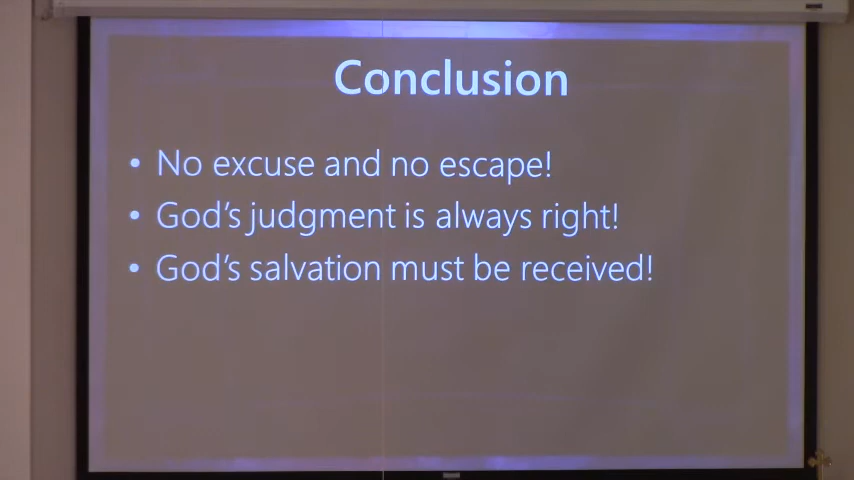 Conclusion
• No excuse and no escape!
• God's judgment is always right!
• God's salvation must be received!